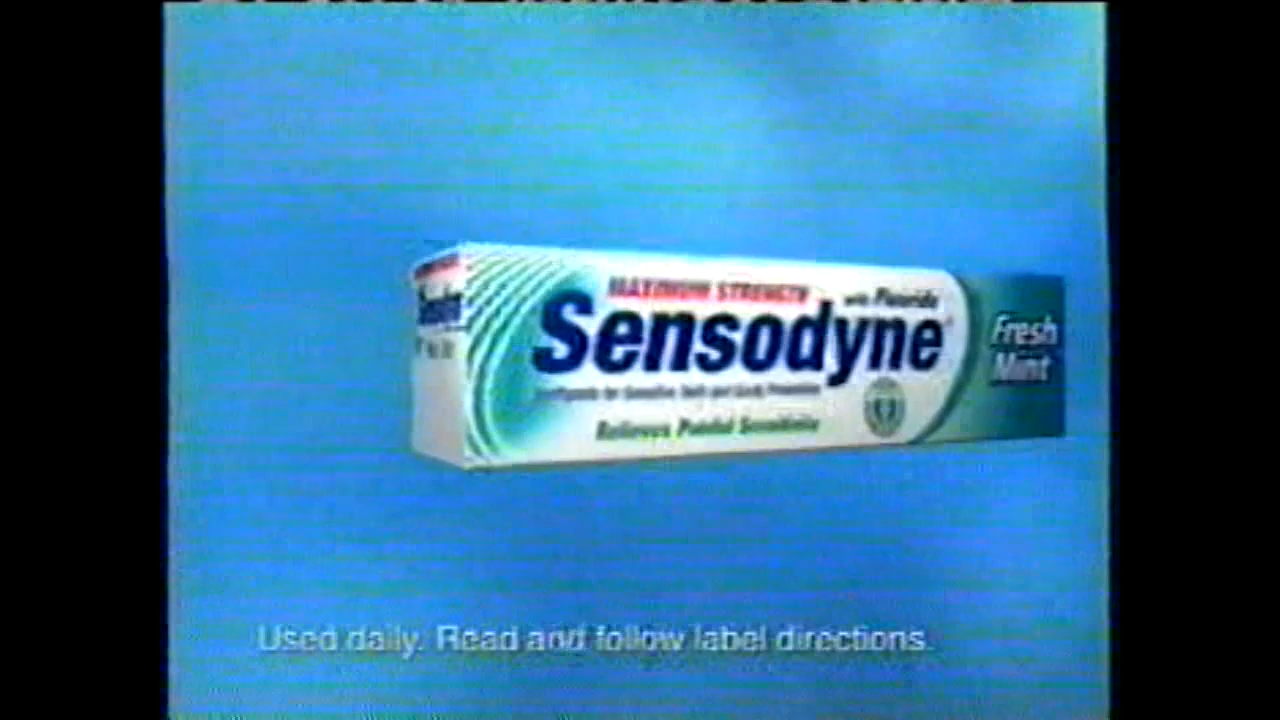 MAXIMUM STRENGTH
with Fluoride
Sensodyne
Fresh
Mint
Relieves Painful Sensitivity
Used daily. Read and follow label directions.